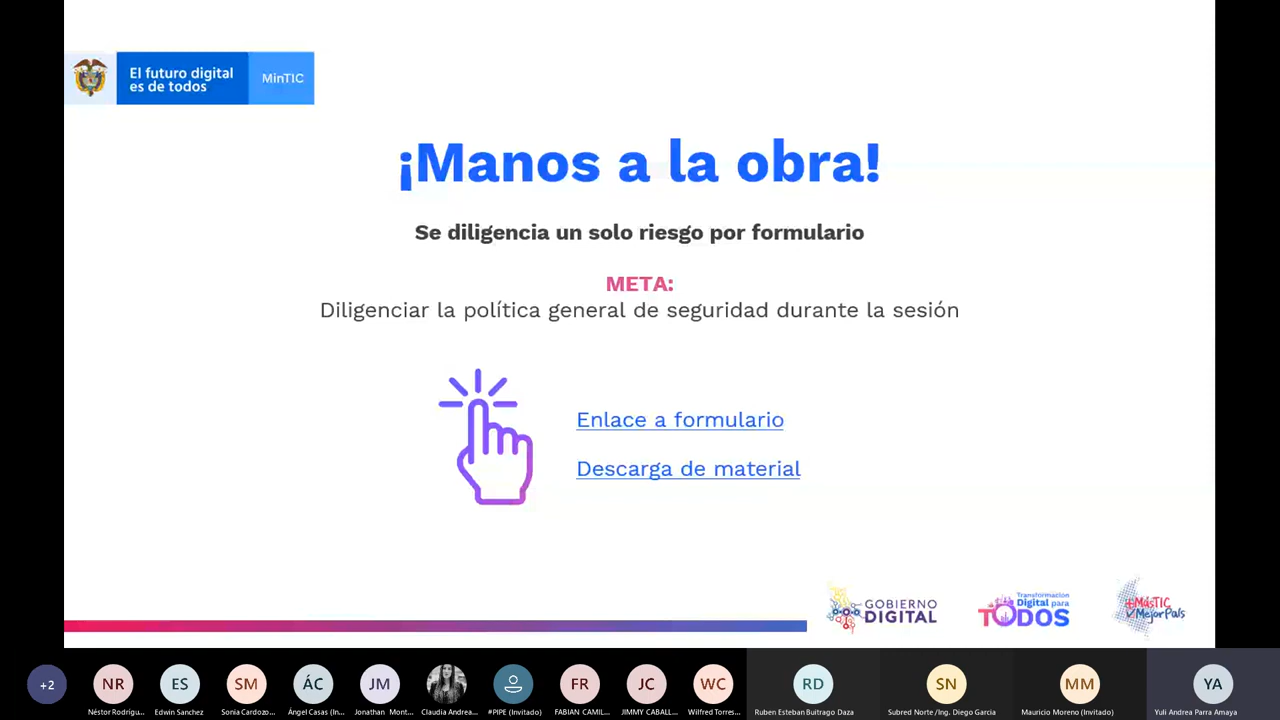 El futuro digital
es de todos
MinTIC
¡Manos a la obra!
Se diligencia un solo riesgo por formulario
META:
Diligenciar la política general de seguridad durante la sesión
Enlace a formulario
Descarga de material
GOBIERNO
DIGITAL
Transformación
Digital para
TODOS
#MásTIC
MejorPaís
+2
NR
ES
SM
ÁC
JM
FR
JC
WC
RD
SN
MM
YA
Néstor Rodrígu...
Edwin Sanchez
Sonia Cardozo...
Ángel Casas (In...
Jonathan Mont...
Claudia Andrea...
#PIPE (Invitado)
FABIAN CAMIL...
JIMMY CABALL...
Wilfred Torres...
Ruben Esteban Buitrago Daza
Subred Norte /Ing. Diego Garcia
Mauricio Moreno (Invitado)
Yuli Andrea Parra Amaya